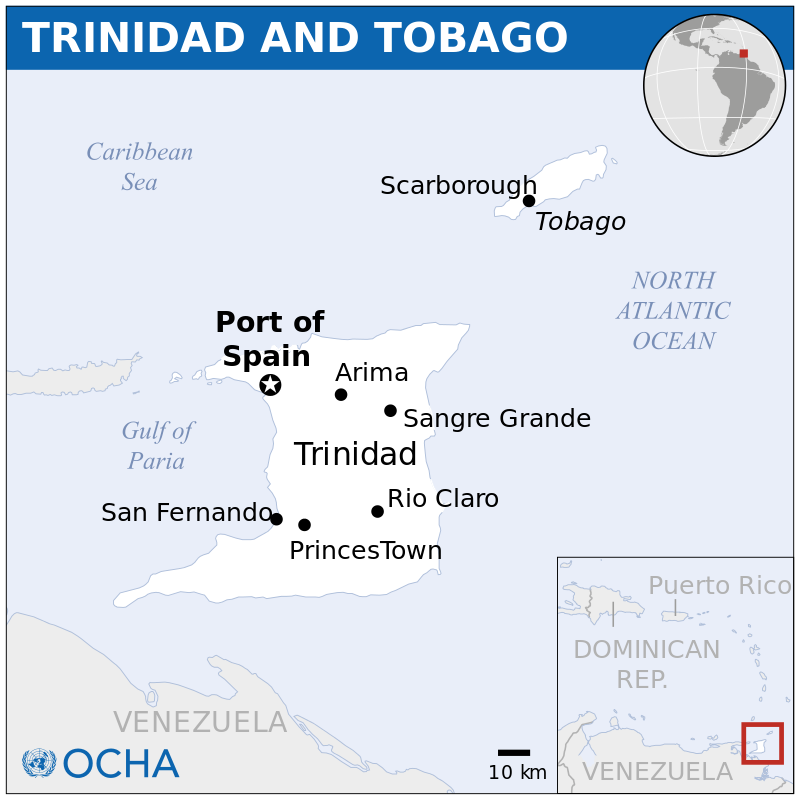 TRINIDAD AND TOBAGO
Caribbean
Sea
Scarborough
Tobago
NORTH
ATLANTIC
OCEAN
Port of
Spain
Arima
Sangre Grande
Gulf of
Paria
Trinidad
Rio Claro
San Fernando
PrincesTown
Puerto Rico
DOMINICAN
REP.
VENEZUELA
VENEZUELA
OCHA
10 km